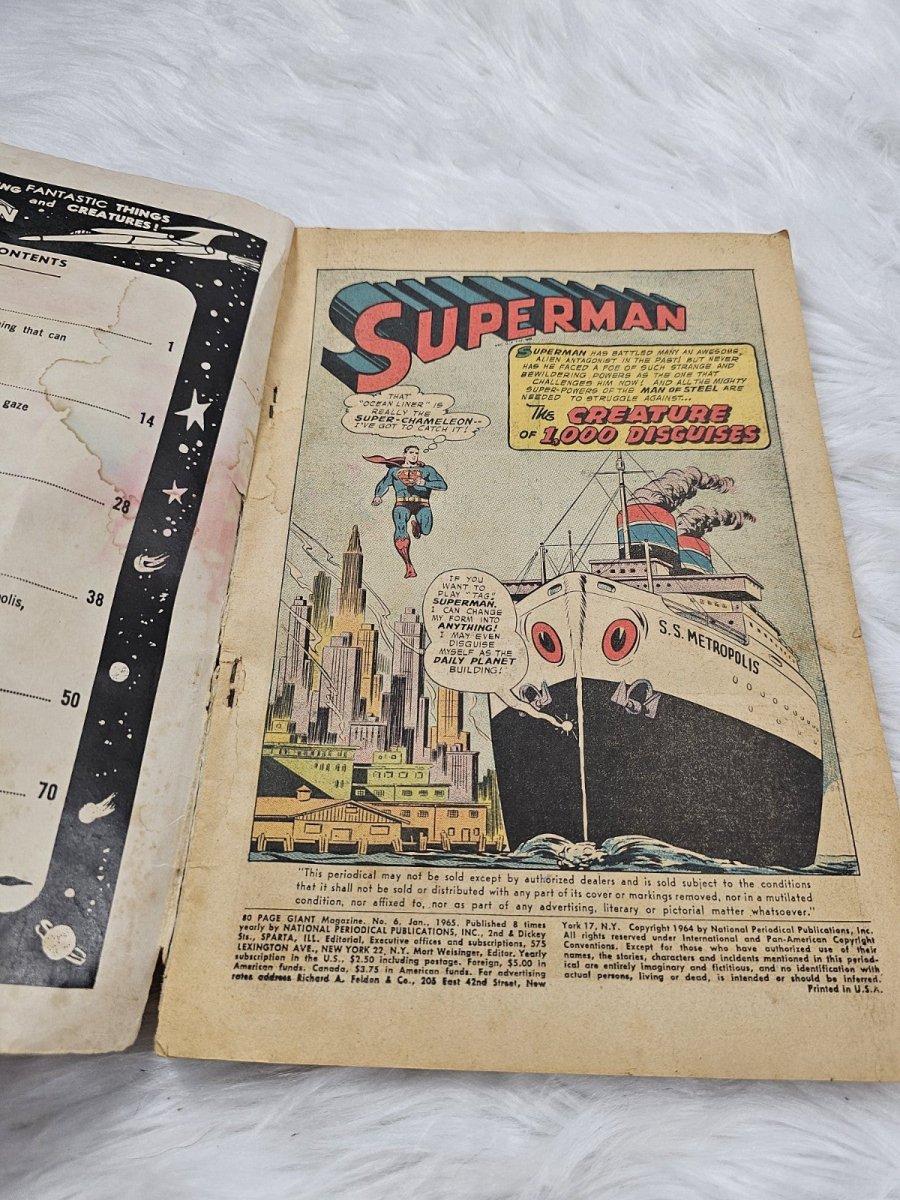 FANTASTIC THINGS
and CREATURES!
ONTENTS
1
ing that can
gaze
14
28
38
50
70
SUPERMAN
SUPERMAN HAS BATTLED MANY AN AWESOME,
ALIEN ANTAGONIST IN THE PAST! BUT NEVER
HAS HE FACED A FOE OF SUCH STRANGE AND
BEWILDERING POWERS AS THE ONE THAT
CHALLENGES HIM NOW! AND ALL THE MIGHTY
SUPER-POWERS OF THE MAN OF STEEL ARE
NEEDED TO STRUGGLE AGAINST...
THE CREATURE
OF 1,000 DISGUISES
THAT
"OCEAN LINER" IS
REALLY THE
SUPER-CHAMELEON--
I'VE GOT TO CATCH IT!
IF YOU
WANT TO
PLAY "TAG"
SUPERMAN,
I CAN CHANGE
MY FORM INTO
ANYTHING!
I MAY EVEN
DISGUISE
MYSELF AS THE
DAILY PLANET
BUILDING!
S.S. METROPOLIS
"This periodical may not be sold except by authorized dealers and is sold subject to the conditions
that it shall not be sold or distributed with any part of its cover or markings removed, nor in a mutilated
condition, nor affixed to, nor as part of any advertising, literary or pictorial matter whatsoever."
80 PAGE GIANT Magazine. No. 6, Jan., 1965. Published 8 times
yearly by NATIONAL PERIODICAL PUBLICATIONS, INC., 2nd & Dickey
Sts., SPARTA, ILL. Editorial, Executive offices and subscriptions, 575
LEXINGTON AVE., NEW YORK 22, N.Y. Mort Weisinger, Editor. Yearly
subscription in the U.S., $2.50 including postage. Foreign, $5.00 in
American funds. Canada, $3.75 in American funds. For advertising
rates address Richard A. Feldon & Co., 205 East 42nd Street, New
York 17, N.Y. Copyright 1964 by National Periodical Publications, Inc.
All rights reserved under International and Pan-American Copyright
Conventions. Except for those who have authorized use of their
names, the stories, characters and incidents mentioned in this period-
ical are entirely imaginary and fictitious, and no identification with
actual persons, living or dead, is intended or should be inferred.
Printed in U.S.A.